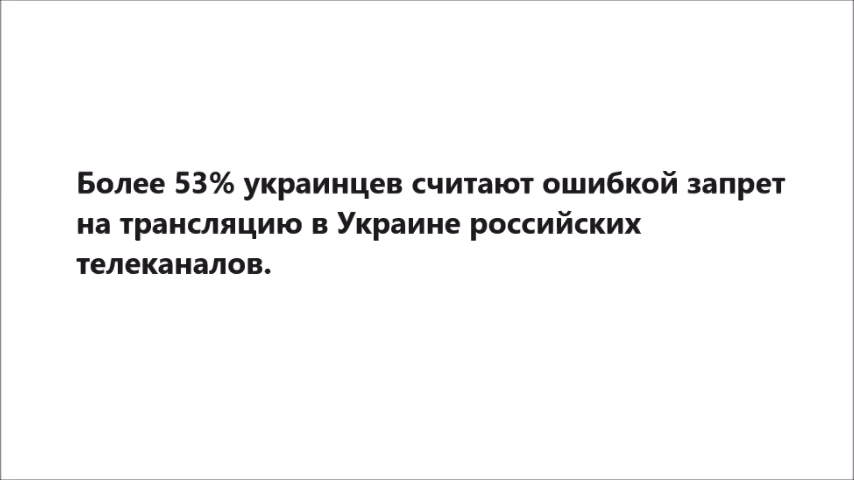 Более 53% украинцев считают ошибкой запрет
на трансляцию в Украине российских
телеканалов.